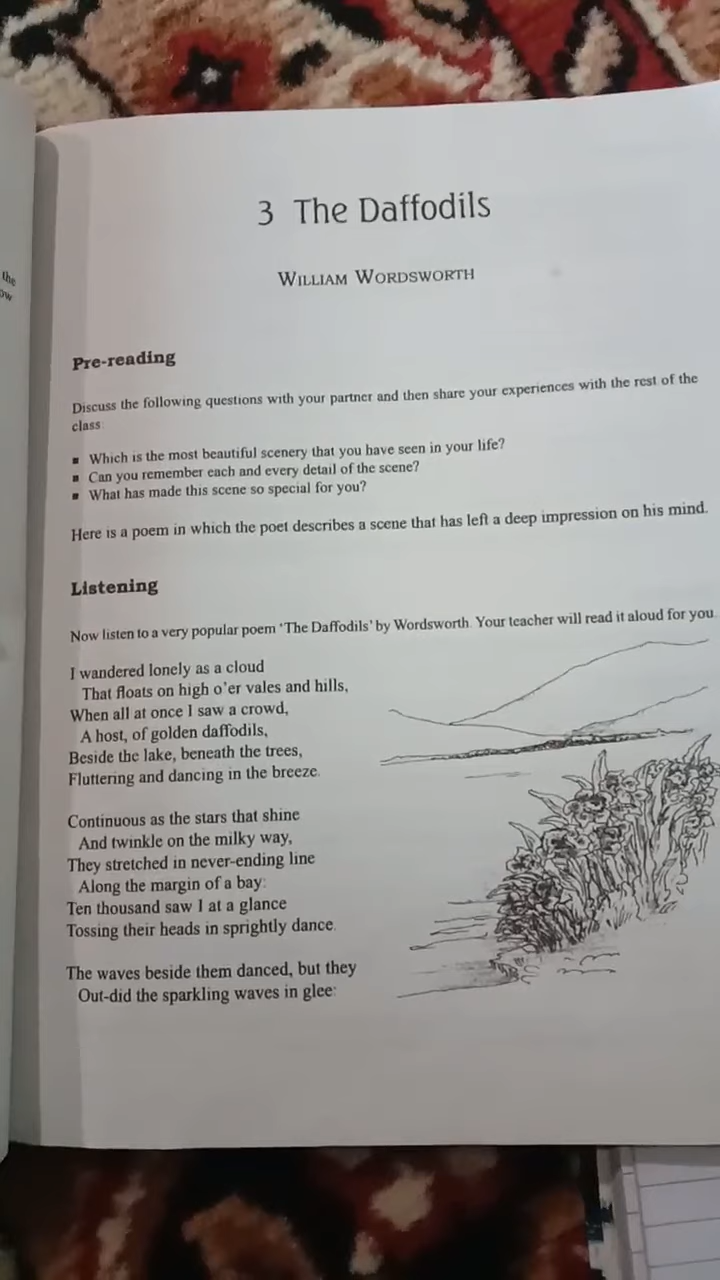 the
ow
3 The Daffodils
WILLIAM WORDSWORTH
Pre-reading
Discuss the following questions with your partner and then share your experiences with the rest of the
class:
▪ Which is the most beautiful scenery that you have seen in your life?
▪ Can you remember each and every detail of the scene?
▪ What has made this scene so special for you?
Here is a poem in which the poet describes a scene that has left a deep impression on his mind.
Listening
Now listen to a very popular poem 'The Daffodils' by Wordsworth. Your teacher will read it aloud for you.
I wandered lonely as a cloud
That floats on high o'er vales and hills,
When all at once I saw a crowd,
A host, of golden daffodils,
Beside the lake, beneath the trees,
Fluttering and dancing in the breeze.
Continuous as the stars that shine
And twinkle on the milky way,
They stretched in never-ending line
Along the margin of a bay:
Ten thousand saw I at a glance
Tossing their heads in sprightly dance.
The waves beside them danced, but they
Out-did the sparkling waves in glee: